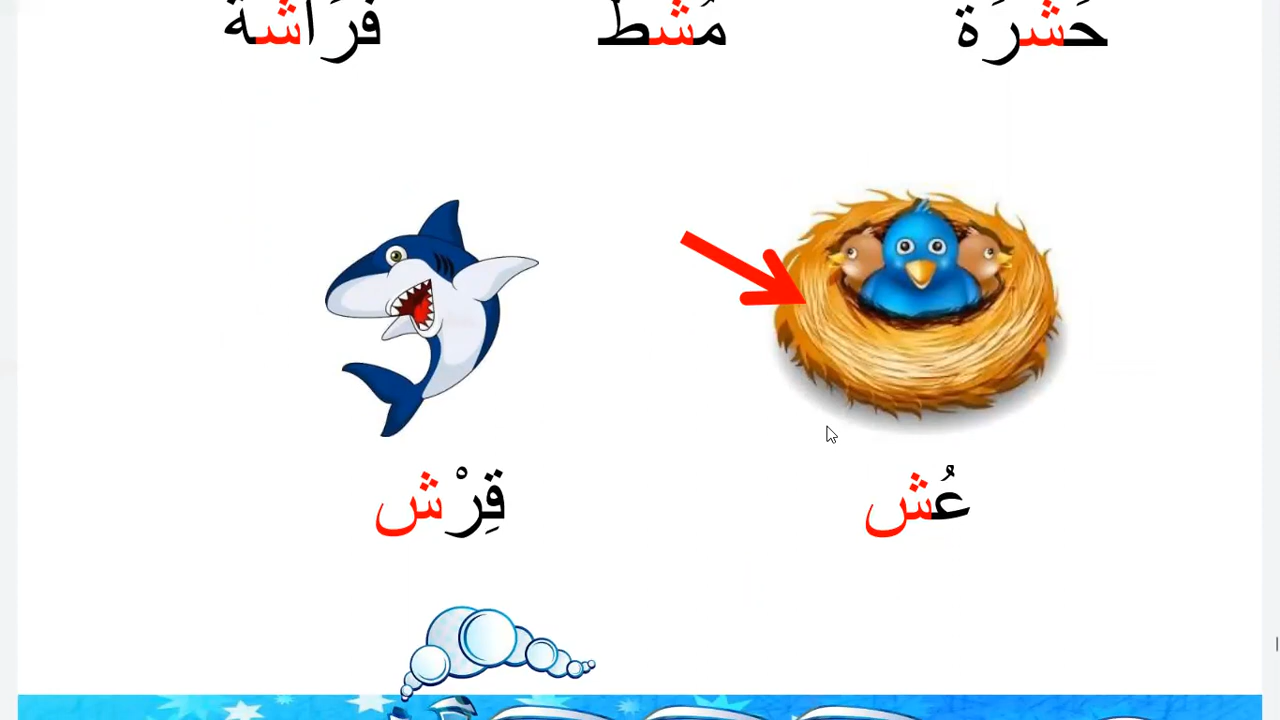 حَشَرَة مُشط فَرَاشَة
عُش قِرْش